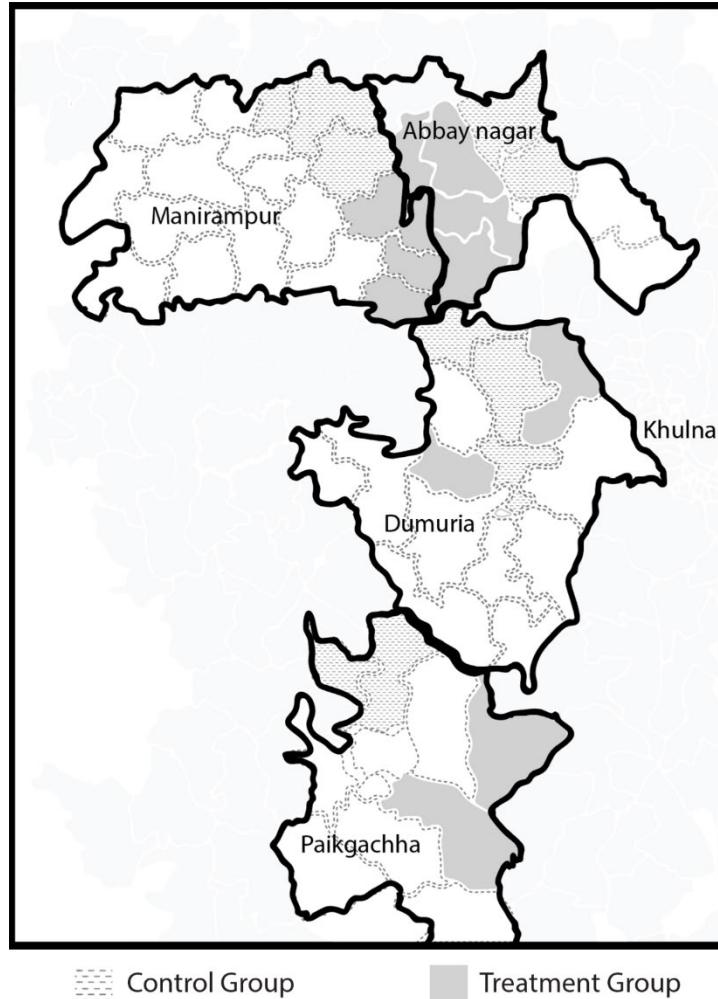 Abbay nagar
Manirampur
Khulna
Dumuria
Paikgachha
Control Group
Treatment Group